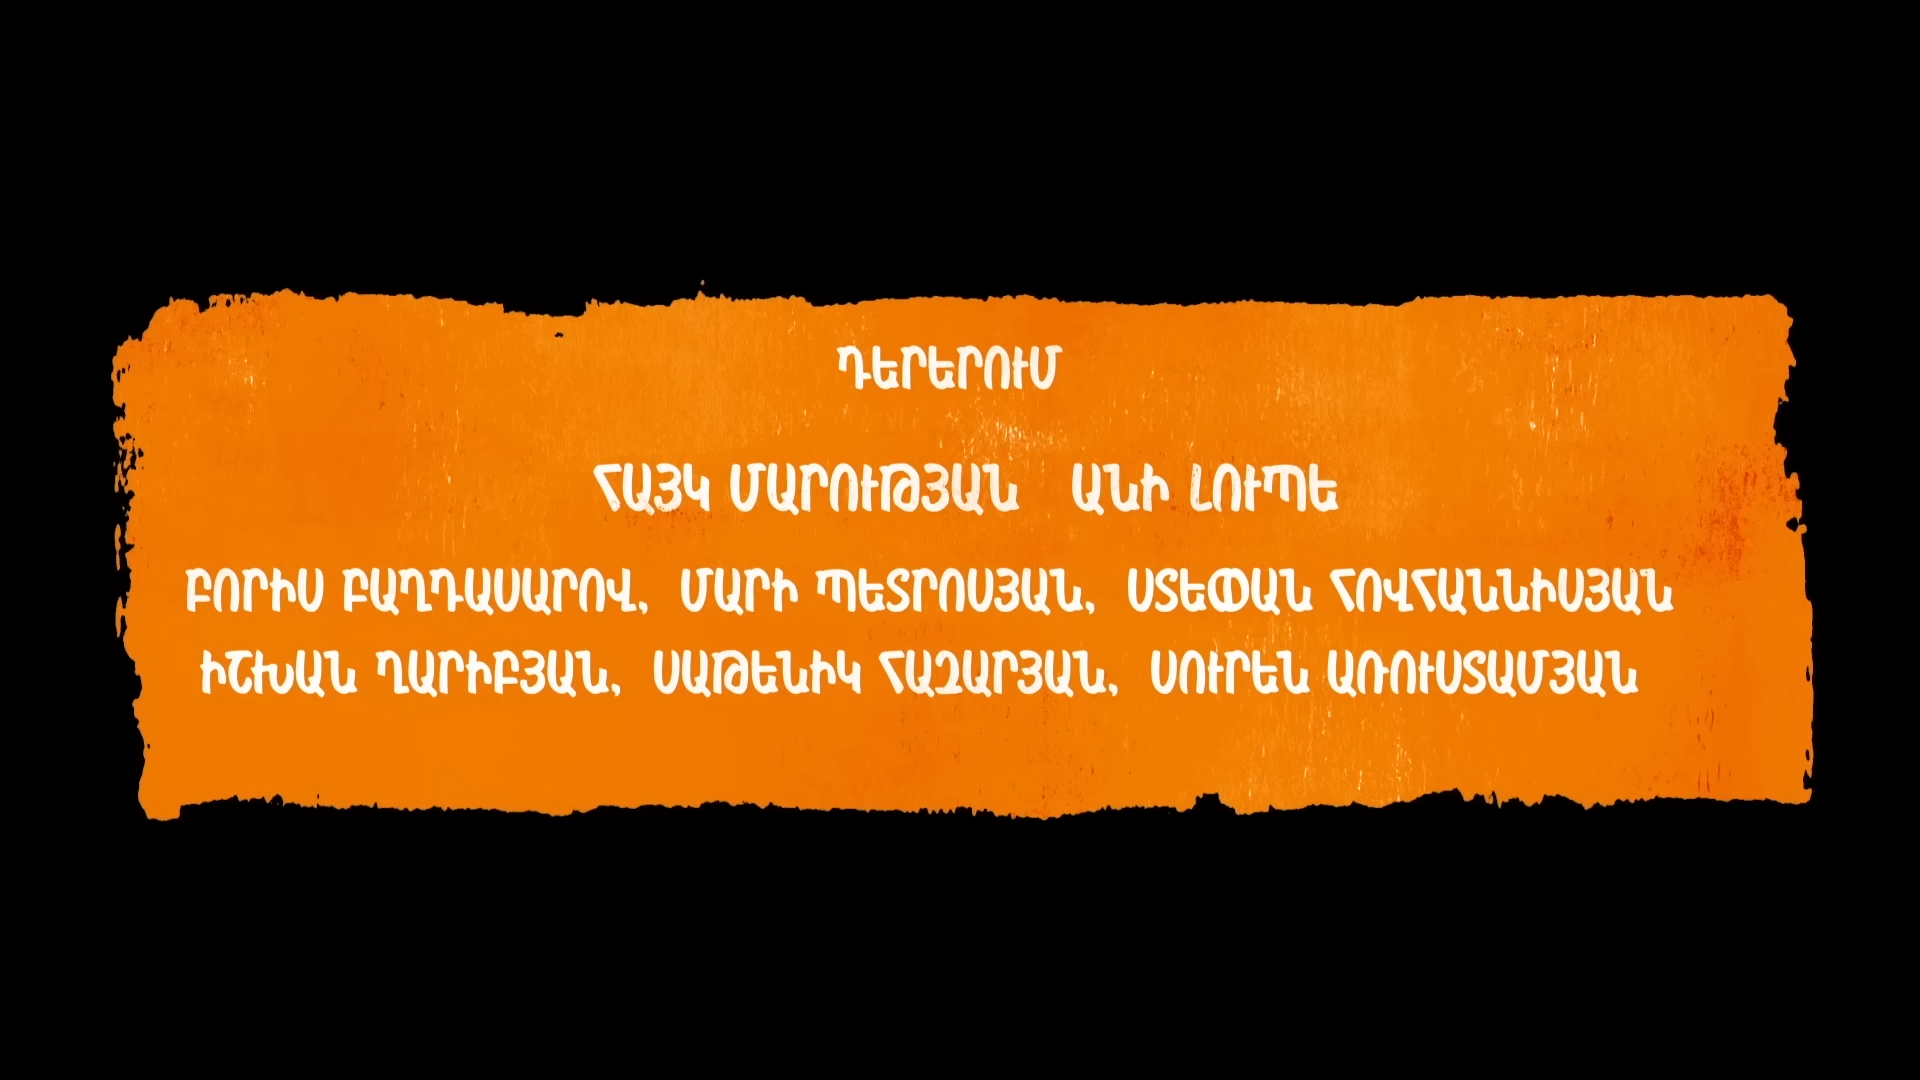 ԴԵՐԵՐՈՒՄ
ՀԱՅԿ ՄԱՐՈՒԹՅԱՆ ԱՆԻ ԼՈՒՊԵ
ԲՈՐԻՍ ԲԱՂԴԱՍԱՐՈՎ, ՄԱՐԻ ՊԵՏՐՈՍՅԱՆ, ՍՏԵՓԱՆ ՀՈՎՀԱՆՆԻՍՅԱՆ
ԻՇԽԱՆ ՂԱՐԻԲՅԱՆ, ՍԱԹԵՆԻԿ ՀԱԶԱՐՅԱՆ, ՍՈՒՐԵՆ ԱՌՈՒՍՏԱՄՅԱՆ